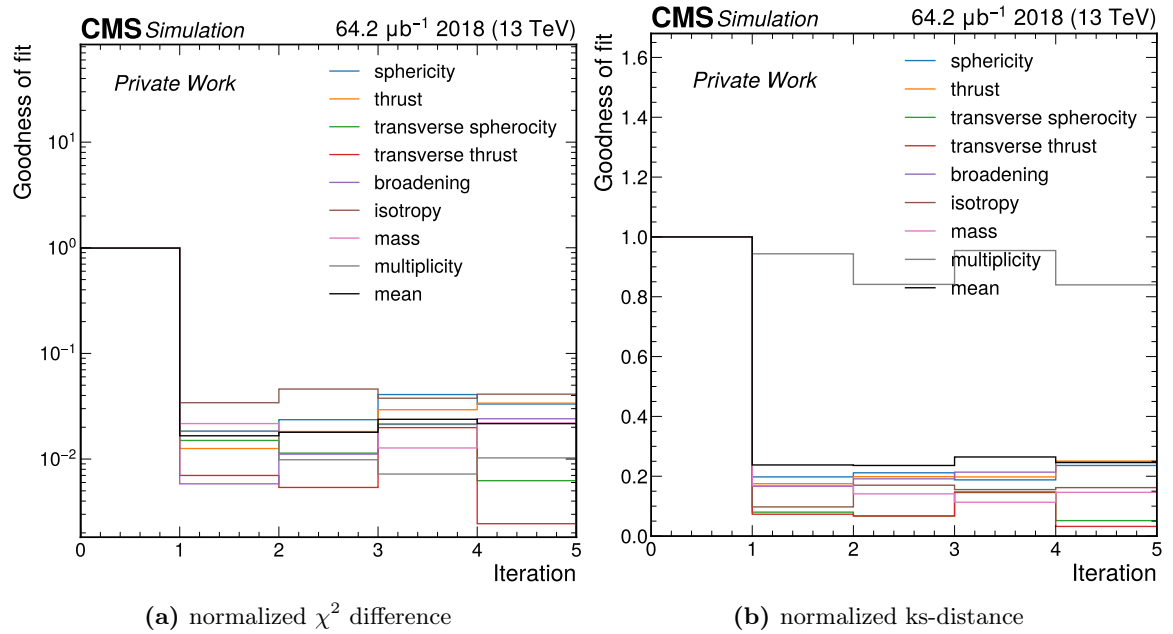 CMS Simulation 64.2 μb⁻¹ 2018 (13 TeV)
Goodness of fit
Private Work
sphericity
thrust
transverse spherocity
transverse thrust
broadening
isotropy
mass
multiplicity
mean
10¹
10⁰
10⁻¹
10⁻²
0 1 2 3 4 5
Iteration
(a) normalized χ² difference
CMS Simulation 64.2 μb⁻¹ 2018 (13 TeV)
Goodness of fit
Private Work
sphericity
thrust
transverse spherocity
transverse thrust
broadening
isotropy
mass
multiplicity
mean
1.6
1.4
1.2
1.0
0.8
0.6
0.4
0.2
0.0
0 1 2 3 4 5
Iteration
(b) normalized ks-distance